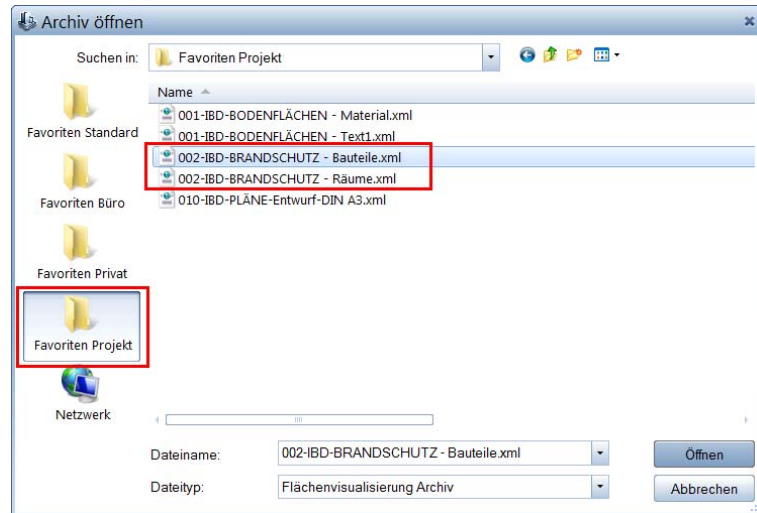 Archiv öffnen
Suchen in: Favoriten Projekt
Name
001-IBD-BODENFLÄCHEN - Material.xml
001-IBD-BODENFLÄCHEN - Text1.xml
002-IBD-BRANDSCHUTZ - Bauteile.xml
002-IBD-BRANDSCHUTZ - Räume.xml
010-IBD-PLÄNE-Entwurf-DIN A3.xml
Favoriten Standard
Favoriten Büro
Favoriten Privat
Favoriten Projekt
Netzwerk
Dateiname: 002-IBD-BRANDSCHUTZ - Bauteile.xml Öffnen
Dateityp: Flächenvisualisierung Archiv Abbrechen